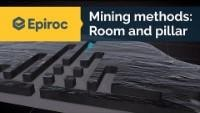 Epiroc
Mining methods:
Room and pillar